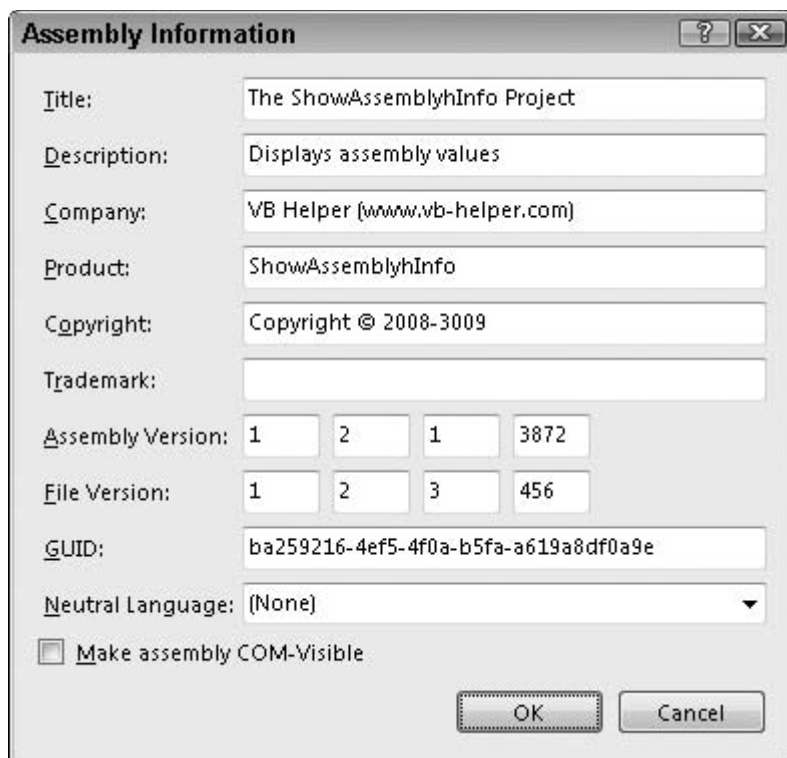 Assembly Information
Title: The ShowAssemblyhInfo Project
Description: Displays assembly values
Company: VB Helper (www.vb-helper.com)
Product: ShowAssemblyhInfo
Copyright: Copyright © 2008-3009
Trademark:
Assembly Version: 1 2 1 3872
File Version: 1 2 3 456
GUID: ba259216-4ef5-4f0a-b5fa-a619a8df0a9e
Neutral Language: (None)
Make assembly COM-Visible
OK Cancel